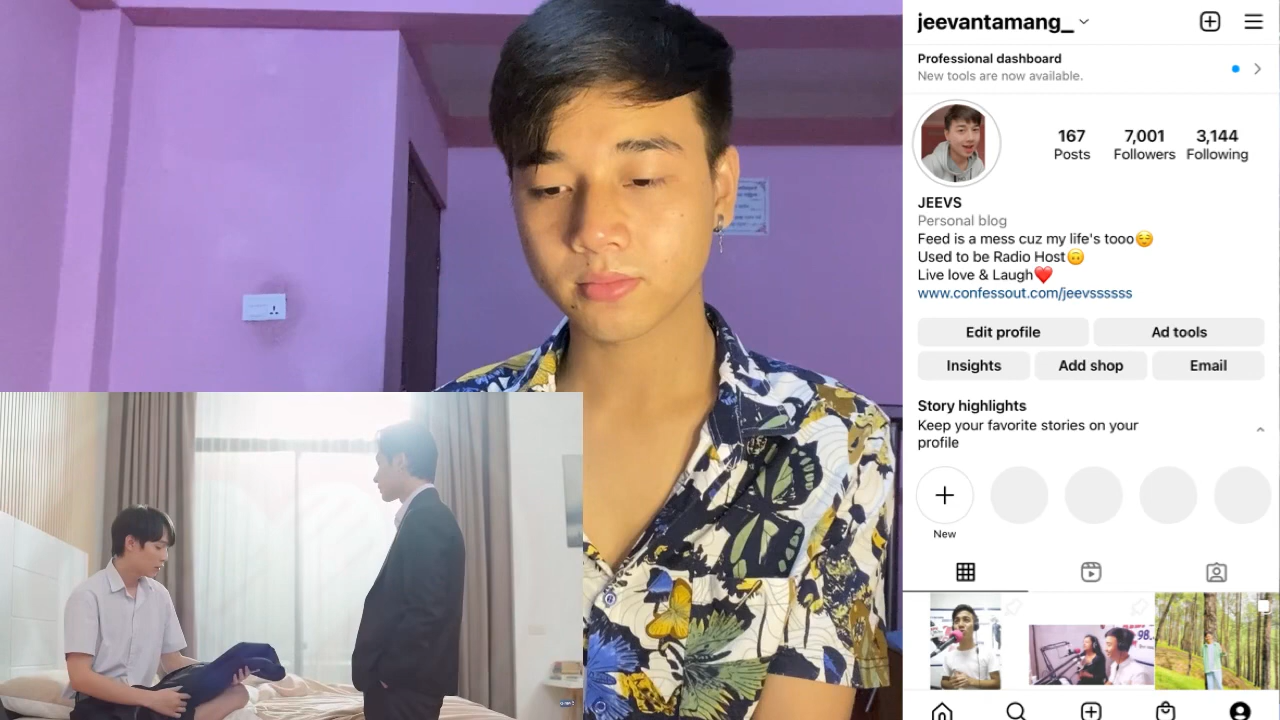 jeevantamang_
Professional dashboard
New tools are now available.
167 7,001 3,144
Posts Followers Following
JEEVS
Personal blog
Feed is a mess cuz my life's tooo😌
Used to be Radio Host🙃
Live love & Laugh❤️
www.confessout.com/jeevssssss
Edit profile Ad tools
Insights Add shop Email
Story highlights
Keep your favorite stories on your
profile
New
98.